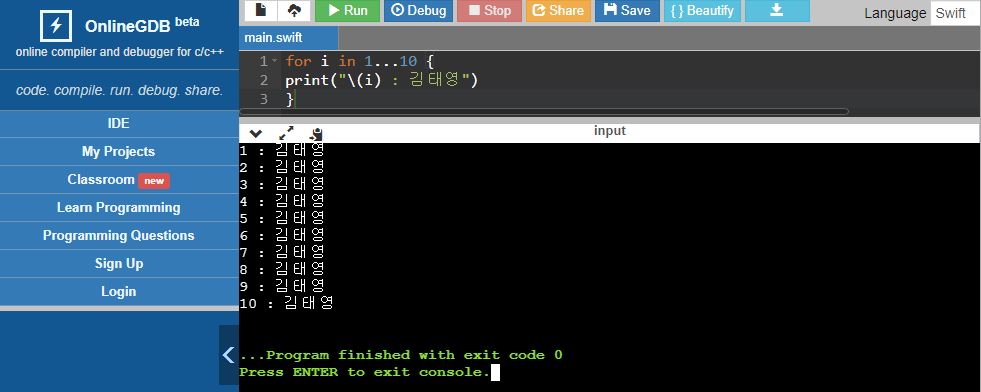 OnlineGDB beta
online compiler and debugger for c/c++
code. compile. run. debug. share.
IDE
My Projects
Classroom new
Learn Programming
Programming Questions
Sign Up
Login
Run Debug Stop Share Save { } Beautify Language Swift
main.swift
1 for i in 1...10 {
2 print("\(i) : 김태영")
3 }
input
1 : 김태영
2 : 김태영
3 : 김태영
4 : 김태영
5 : 김태영
6 : 김태영
7 : 김태영
8 : 김태영
9 : 김태영
10 : 김태영
...Program finished with exit code 0
Press ENTER to exit console.